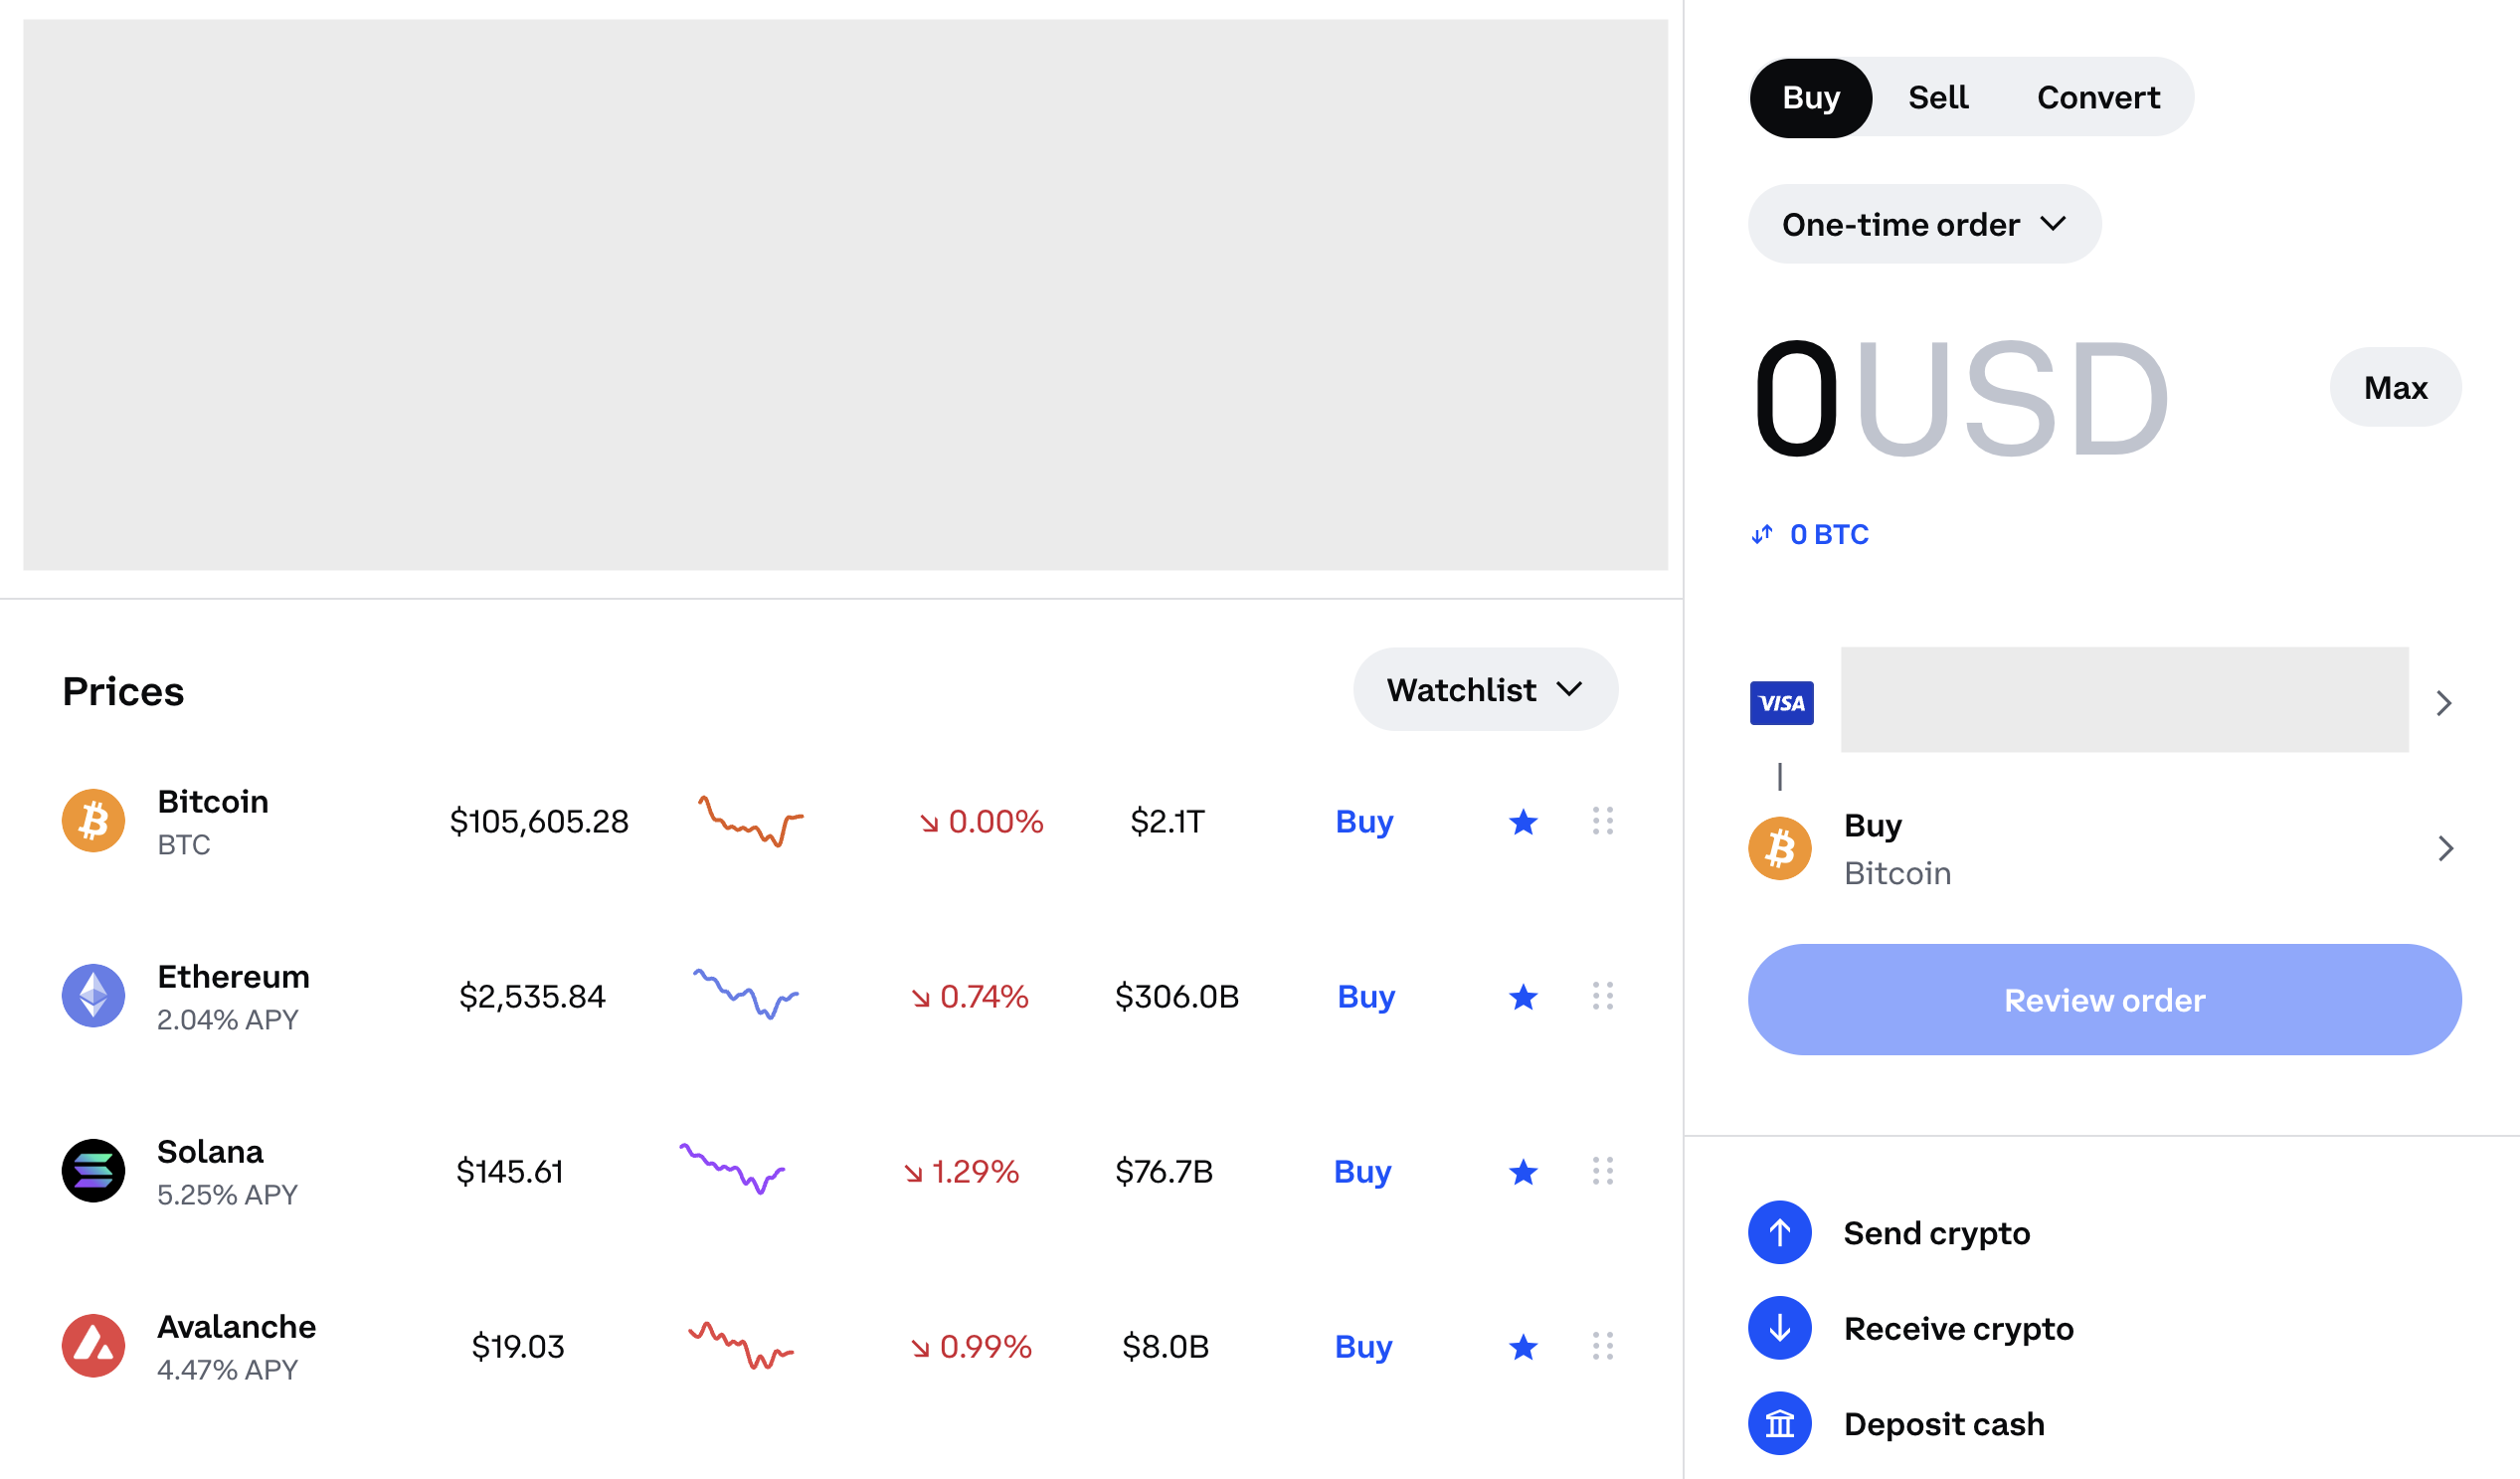 Prices
Watchlist
Bitcoin
BTC
$105,605.28
0.00%
$2.1T
Buy
Ethereum
2.04% APY
$2,535.84
0.74%
$306.0B
Buy
Solana
5.25% APY
$145.61
1.29%
$76.7B
Buy
Avalanche
4.47% APY
$19.03
0.99%
$8.0B
Buy
Buy Sell Convert
One-time order
0 USD
Max
0 BTC
VISA
Buy
Bitcoin
Review order
Send crypto
Receive crypto
Deposit cash